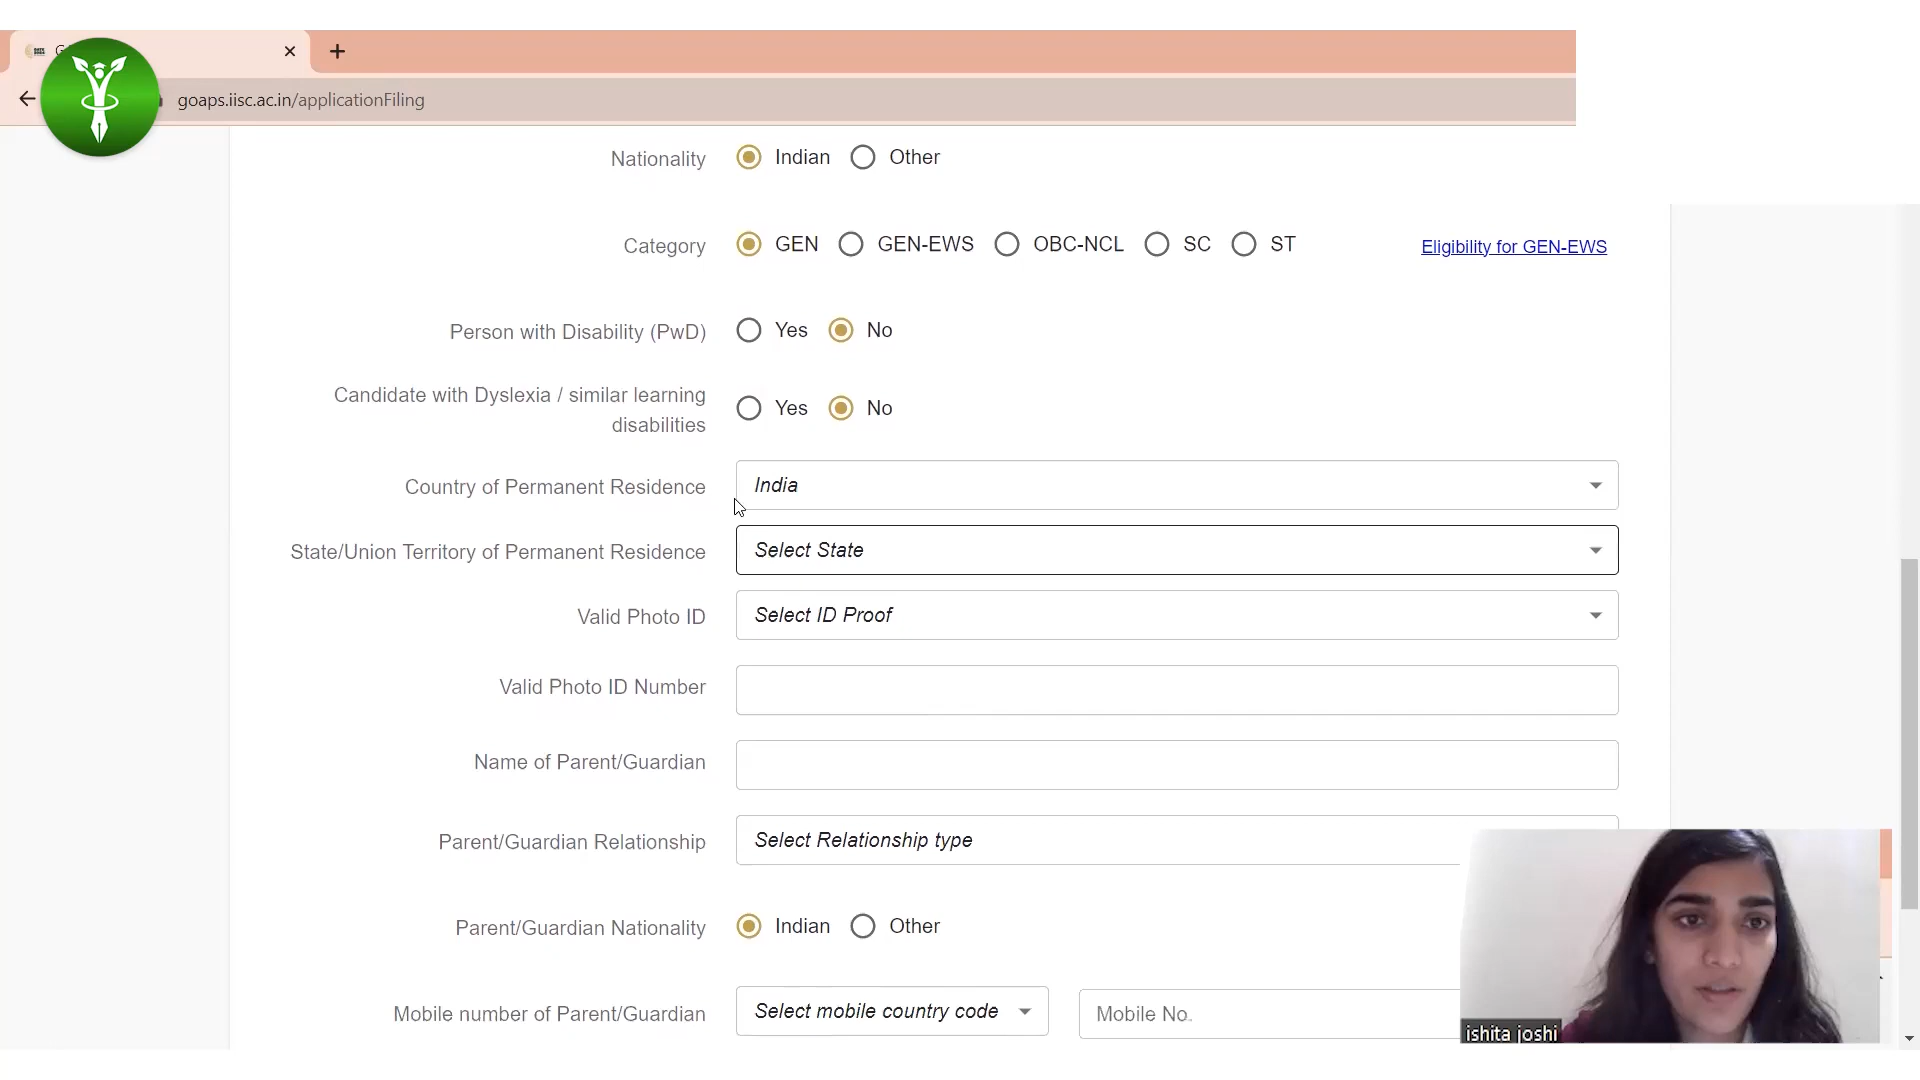 goaps.iisc.ac.in/applicationFiling
Nationality Indian Other
Category GEN GEN-EWS OBC-NCL SC ST Eligibility for GEN-EWS
Person with Disability (PwD) Yes No
Candidate with Dyslexia / similar learning
disabilities Yes No
Country of Permanent Residence India
State/Union Territory of Permanent Residence Select State
Valid Photo ID Select ID Proof
Valid Photo ID Number
Name of Parent/Guardian
Parent/Guardian Relationship Select Relationship type
Parent/Guardian Nationality Indian Other
Mobile number of Parent/Guardian Select mobile country code Mobile No.
ishita joshi